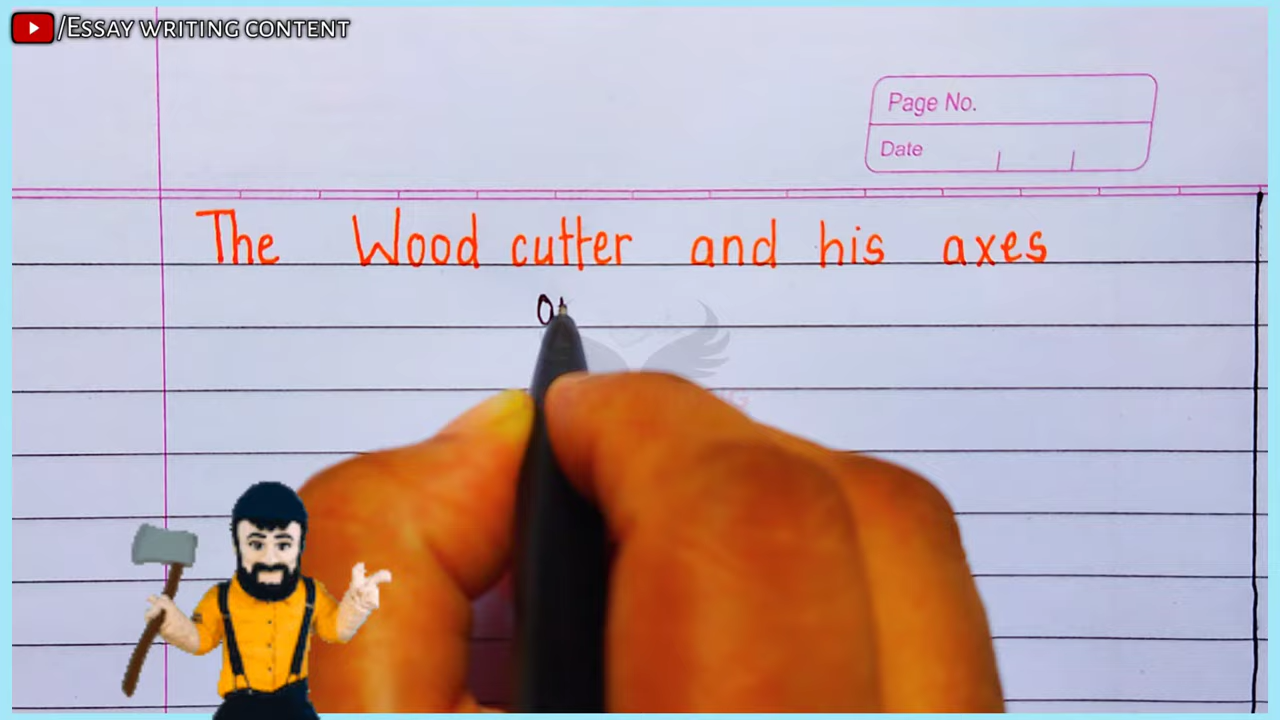 /ESSAY WRITING CONTENT
Page No.
Date
The Wood cutter and his axes